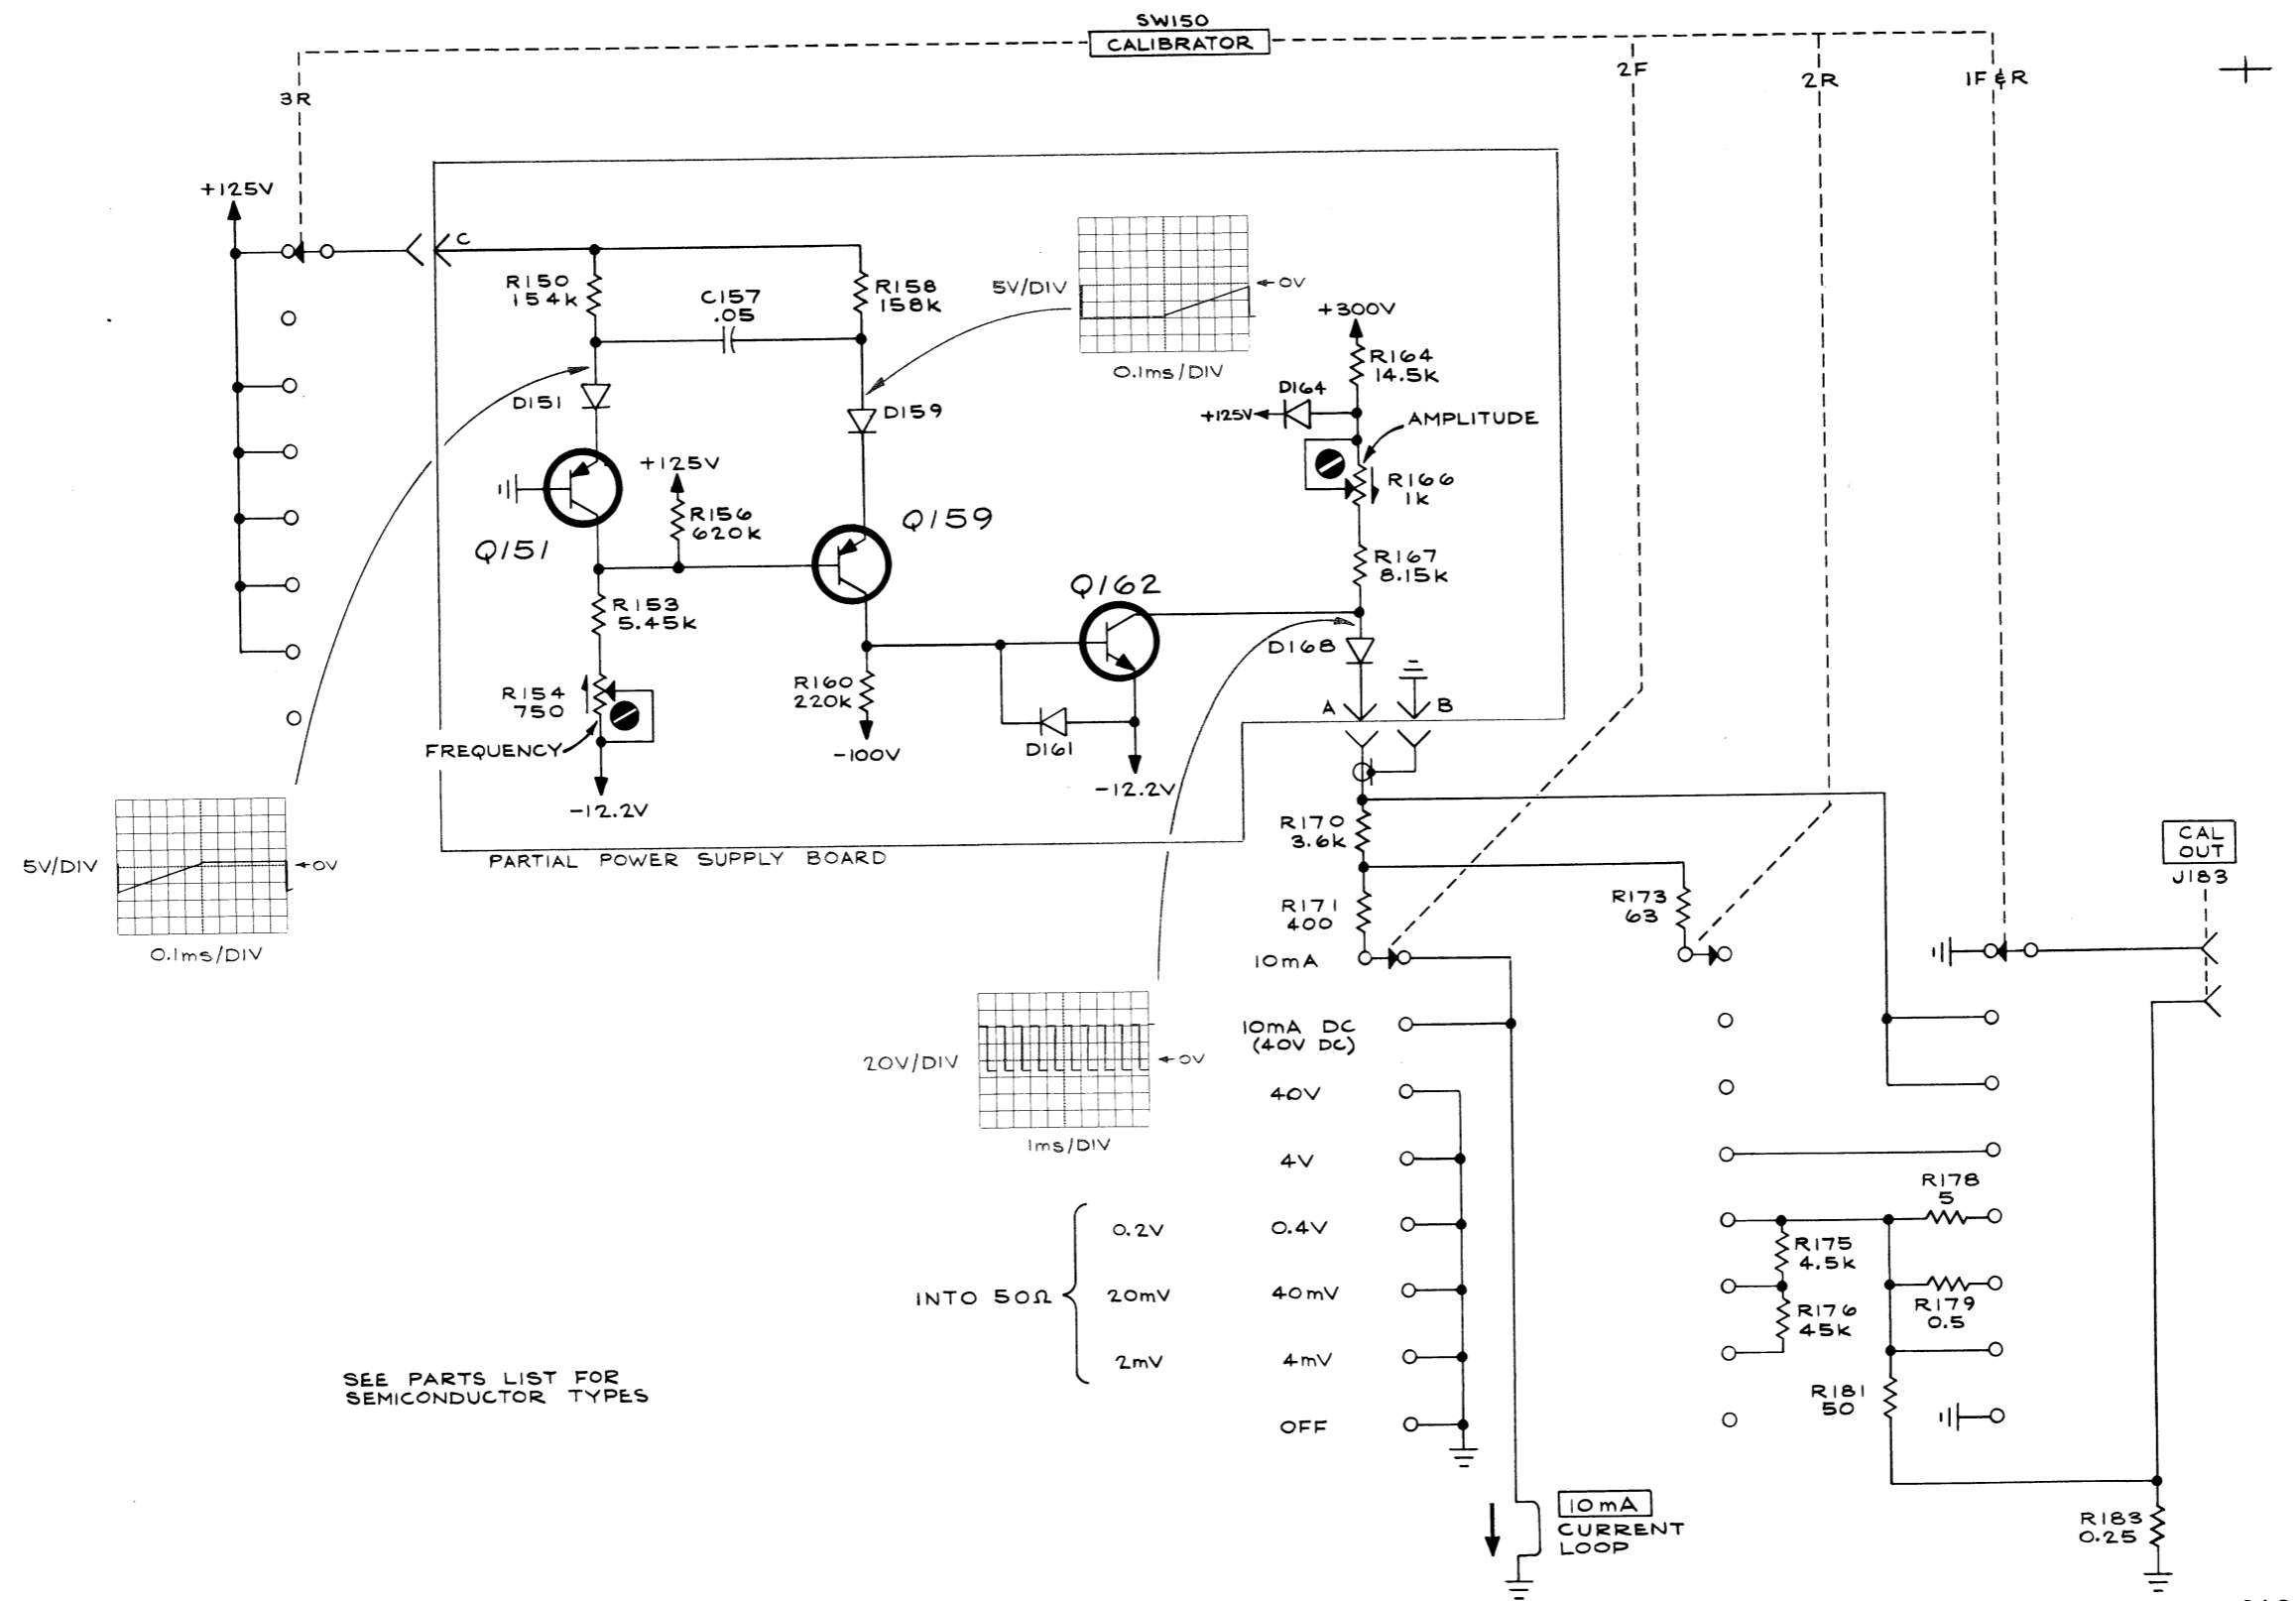 SW150
CALIBRATOR
3R
2F
2R
1F&R
+125V
C
R150
154k
C157
.05
R158
158k
5V/DIV
←0V
0.1ms/DIV
+300V
R164
14.5k
D164
+125V
AMPLITUDE
R166
1k
D151
D159
+125V
R156
620k
Q151
Q159
R167
8.15k
Q162
R153
5.45k
D168
R154
750
R160
220k
A
B
FREQUENCY
-100V
D161
-12.2V
-12.2V
PARTIAL POWER SUPPLY BOARD
5V/DIV
←0V
0.1ms/DIV
R170
3.6k
CAL
OUT
J183
R171
400
R173
63
10mA
20V/DIV
←0V
1ms/DIV
10mA DC
(40V DC)
40V
4V
R178
5
INTO 50Ω
0.2V
0.4V
R175
4.5k
20mV
40mV
R179
0.5
R176
45k
2mV
4mV
R181
50
SEE PARTS LIST FOR
SEMICONDUCTOR TYPES
OFF
10mA
CURRENT
LOOP
R183
0.25